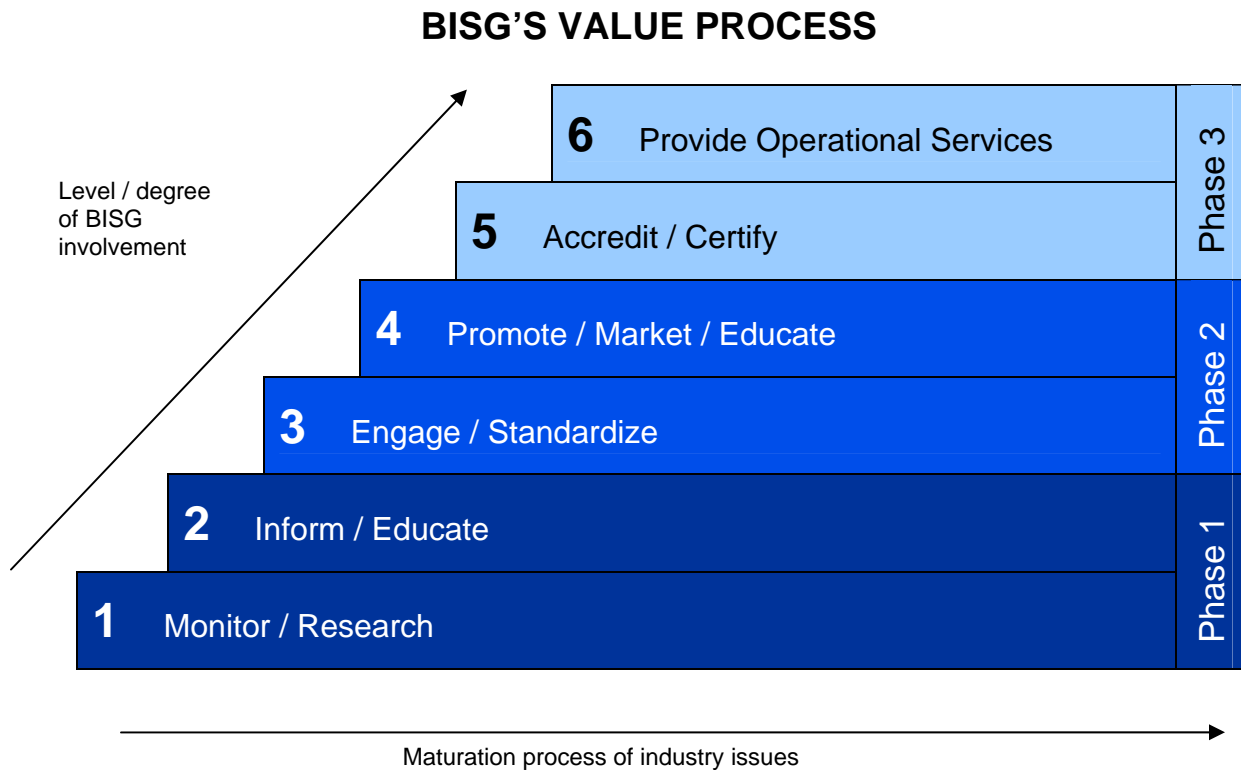 BISG'S VALUE PROCESS
Level / degree
of BISG
involvement
6 Provide Operational Services
5 Accredit / Certify
Phase 3
4 Promote / Market / Educate
3 Engage / Standardize
Phase 2
2 Inform / Educate
1 Monitor / Research
Phase 1
Maturation process of industry issues